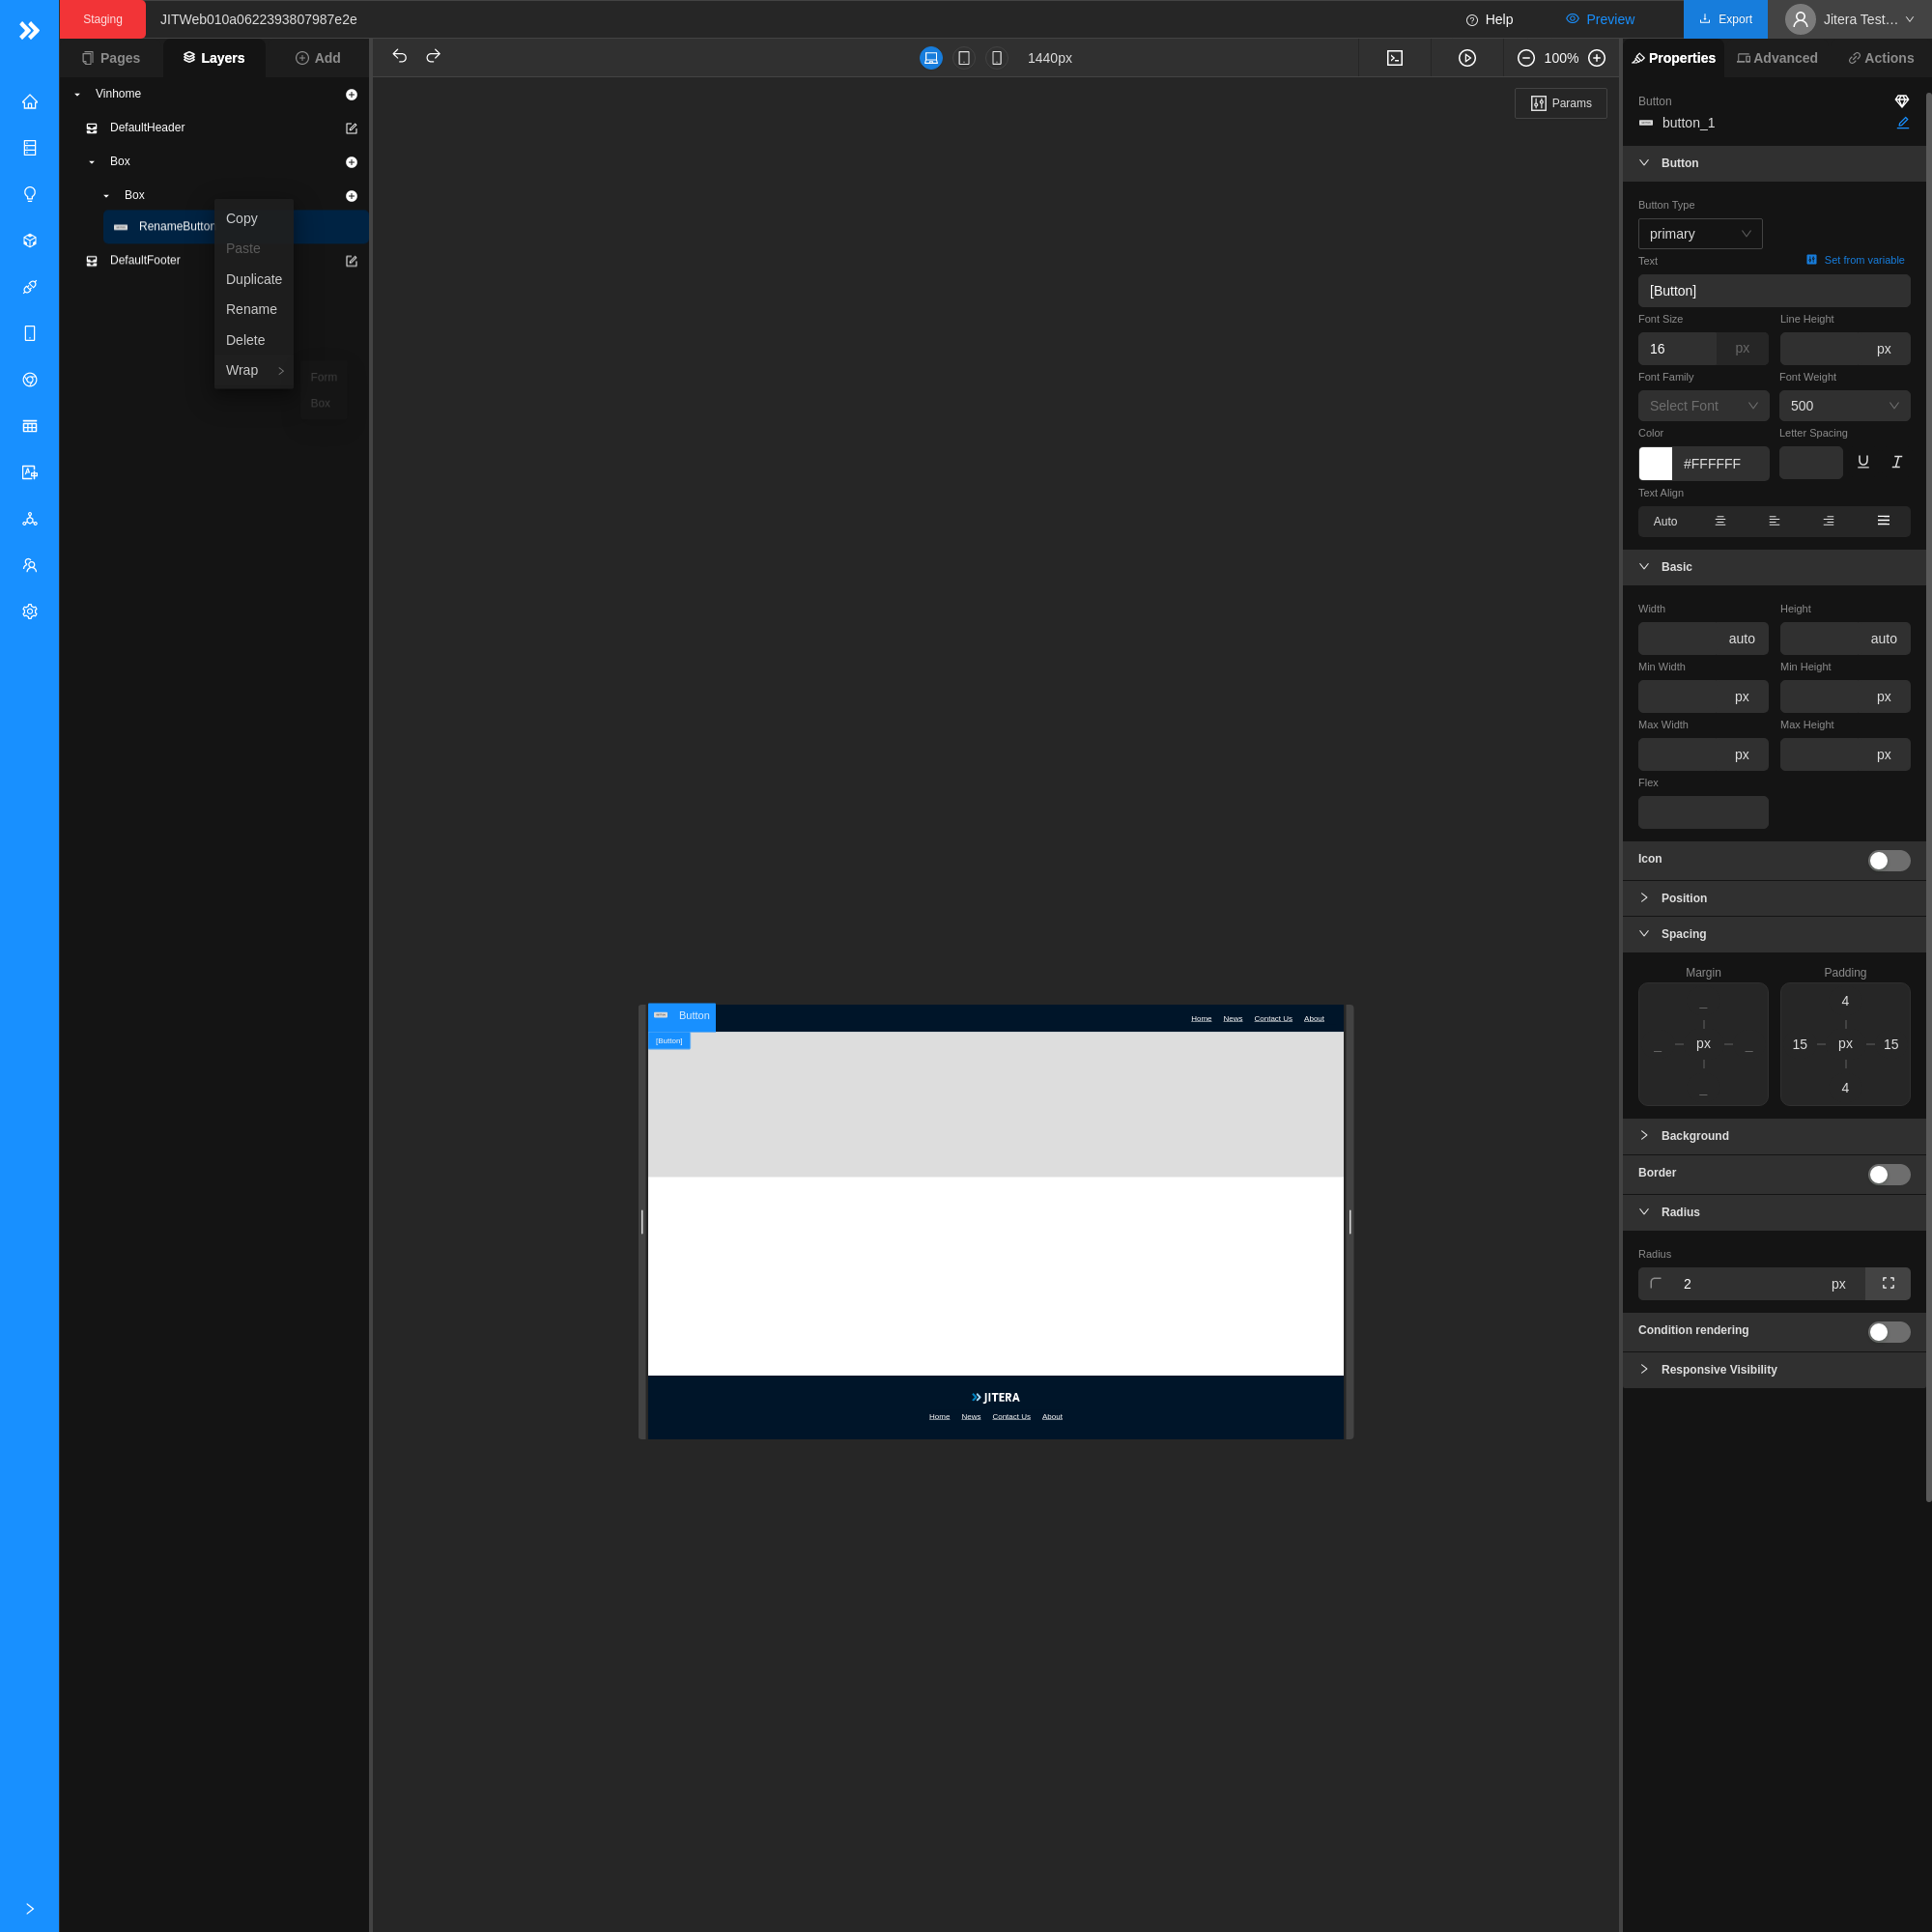 Staging
JITWeb010a0622393807987e2e
Help
Preview
Export
Jitera Test…
Pages
Layers
Add
1440px
100%
Properties
Advanced
Actions
Vinhome
DefaultHeader
Box
Box
RenameButton
DefaultFooter
Copy
Paste
Duplicate
Rename
Delete
Wrap
Form
Box
Params
Button
Home News Contact Us About
[Button]
JITERA
Home News Contact Us About
Button
button_1
Button
Button Type
primary
Text
Set from variable
[Button]
Font Size
Line Height
16 px
px
Font Family
Font Weight
Select Font
500
Color
Letter Spacing
#FFFFFF
Text Align
Auto
Basic
Width
Height
auto
auto
Min Width
Min Height
px
px
Max Width
Max Height
px
px
Flex
Icon
Position
Spacing
Margin
Padding
4
px
15 px 15
4
Background
Border
Radius
Radius
2 px
Condition rendering
Responsive Visibility